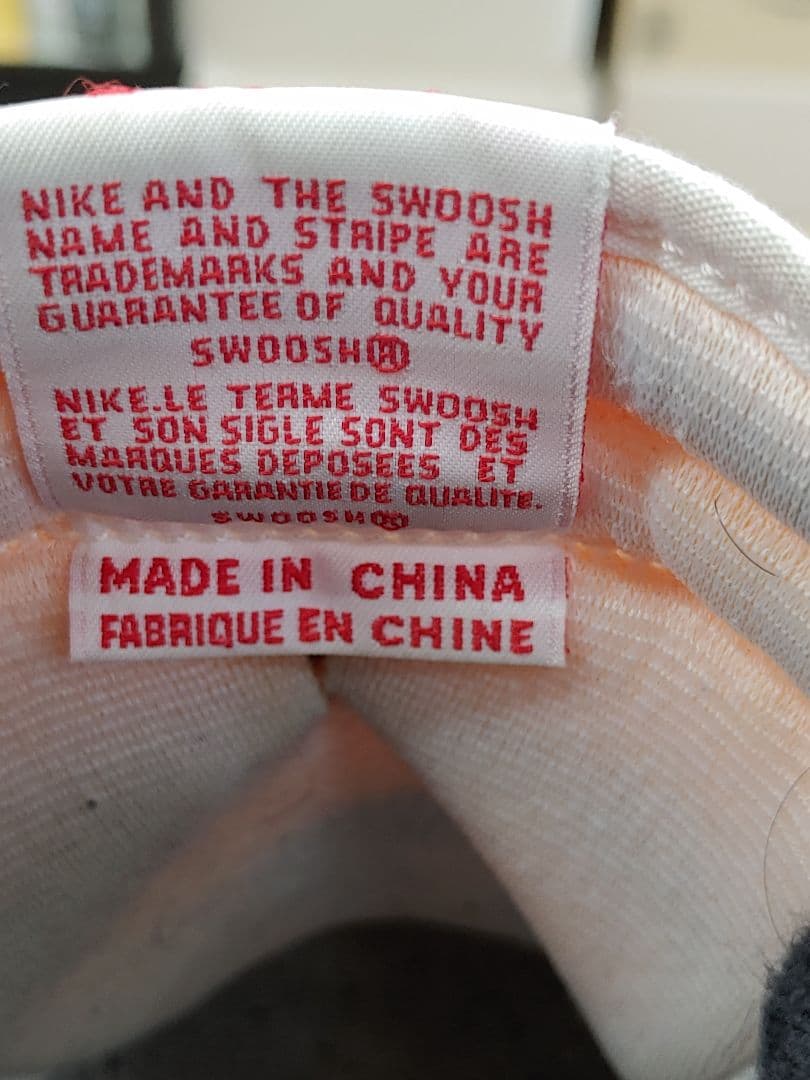 NIKE AND THE SWOOSH
NAME AND STRIPE ARE
TRADEMARKS AND YOUR
GUARANTEE OF QUALITY
SWOOSH®
NIKE.LE TERME SWOOSH
ET SON SIGLE SONT DES
MARQUES DEPOSEES ET
VOTRE GARANTIE DE QUALITE.
SWOOSH®
MADE IN CHINA
FABRIQUE EN CHINE